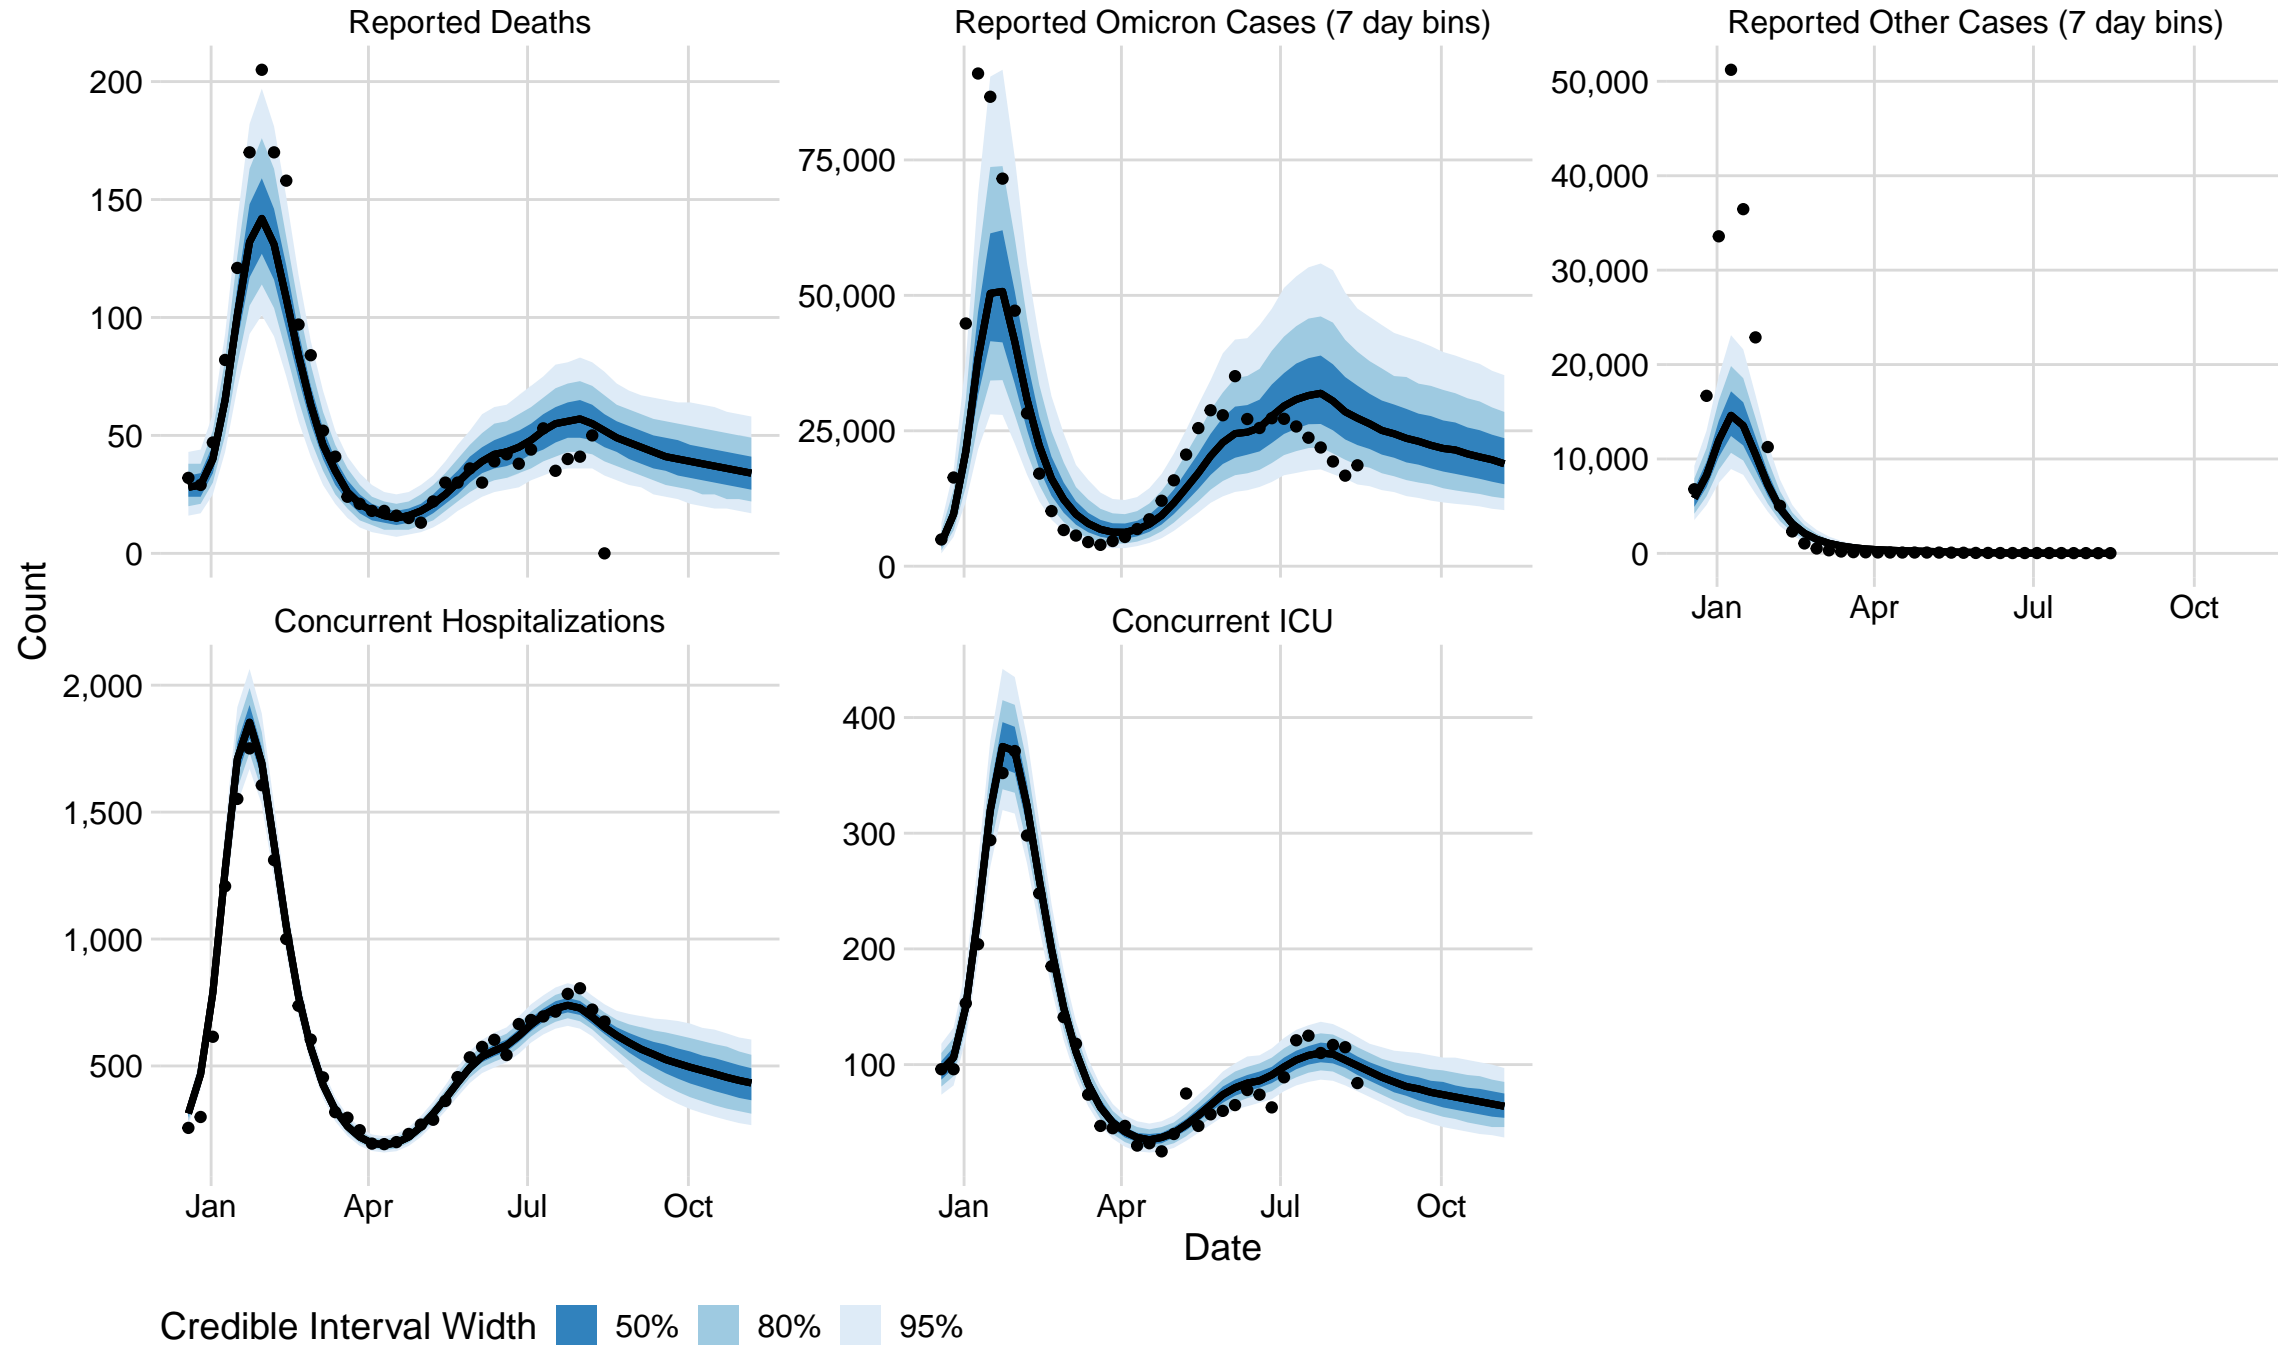 Reported Deaths
Reported Omicron Cases (7 day bins)
Reported Other Cases (7 day bins)
200
150
100
50
0
75,000
50,000
25,000
0
50,000
40,000
30,000
20,000
10,000
0
Jan Apr Jul Oct
Count
Concurrent Hospitalizations
Concurrent ICU
2,000
1,500
1,000
500
400
300
200
100
Jan Apr Jul Oct
Jan Apr Jul Oct
Date
Credible Interval Width 50% 80% 95%